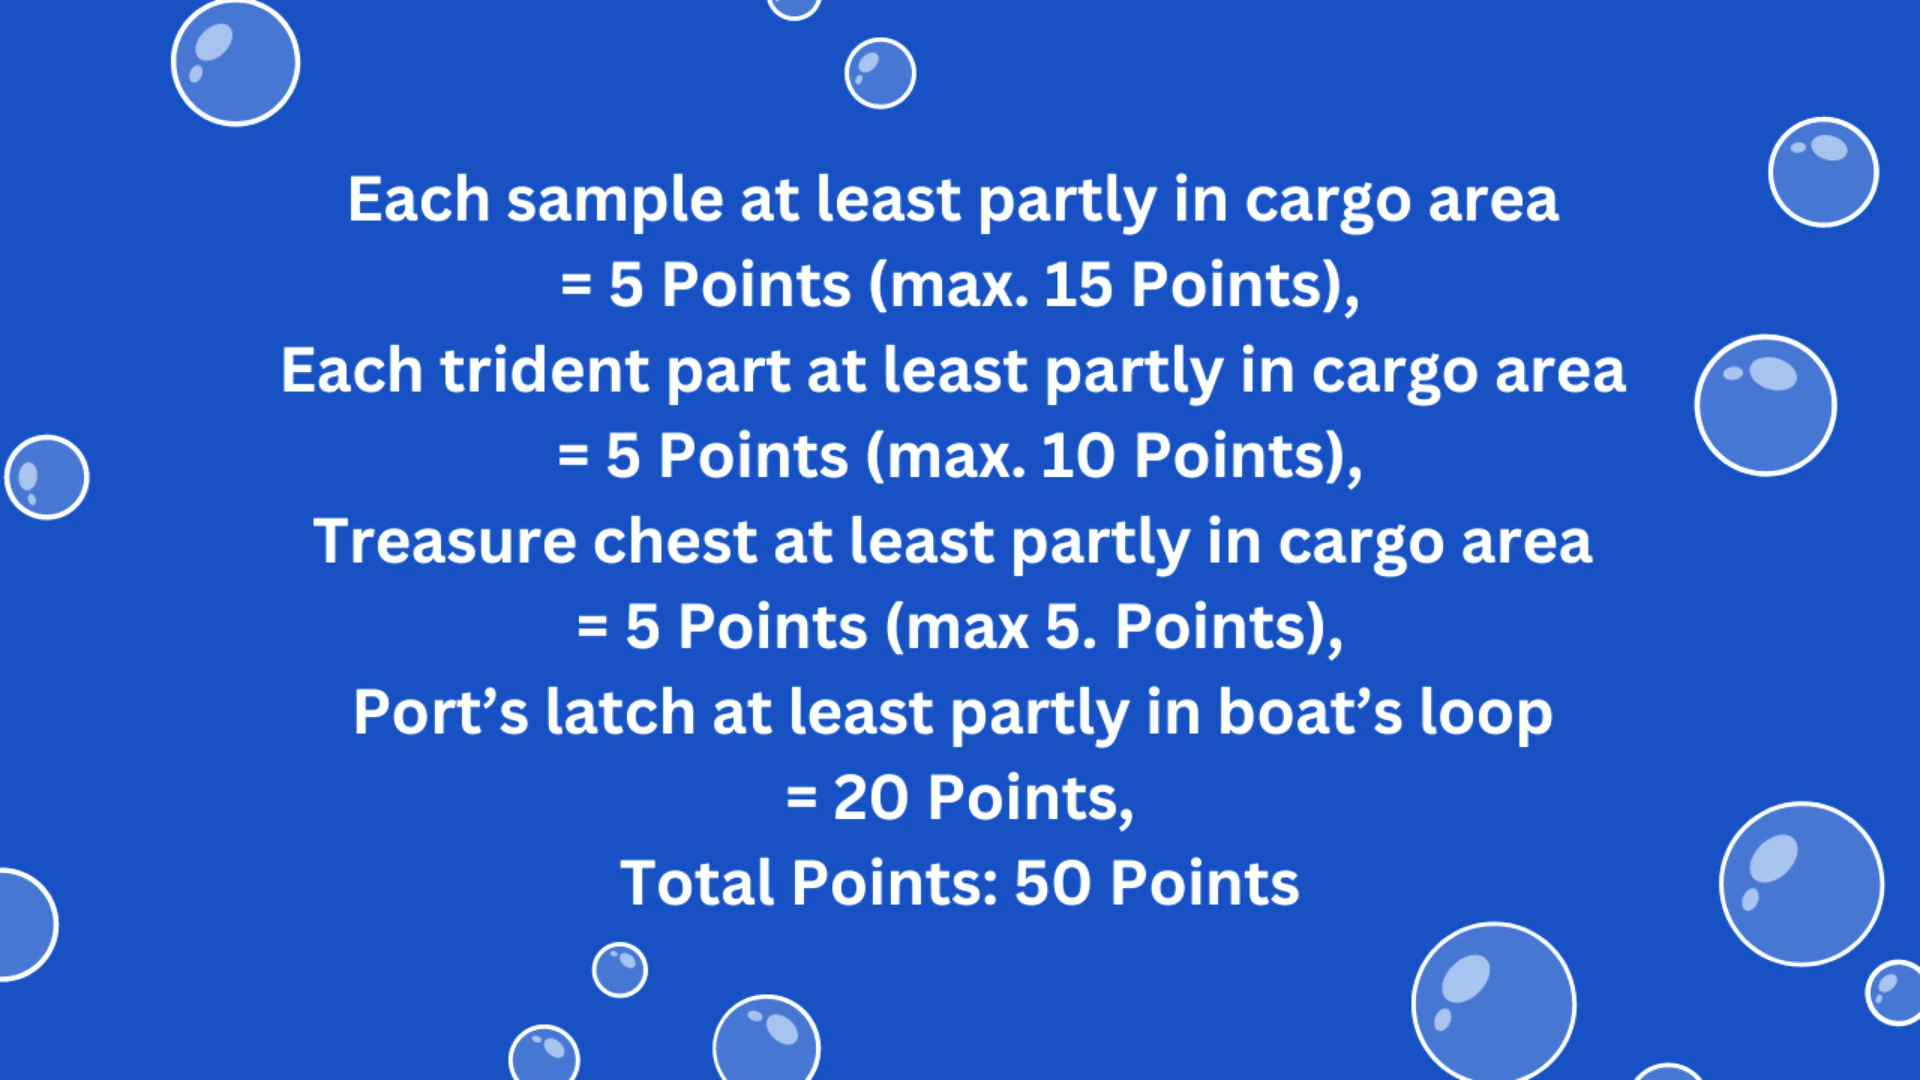 Each sample at least partly in cargo area
= 5 Points (max. 15 Points),
Each trident part at least partly in cargo area
= 5 Points (max. 10 Points),
Treasure chest at least partly in cargo area
= 5 Points (max 5. Points),
Port’s latch at least partly in boat’s loop
= 20 Points,
Total Points: 50 Points